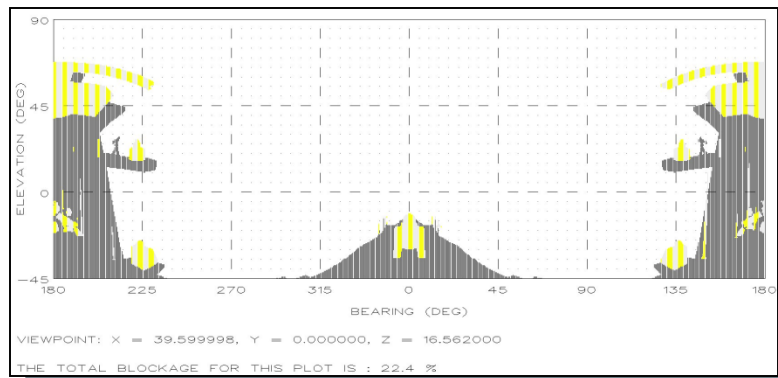 90
45
0
-45
ELEVATION (DEG)
180 225 270 315 0 45 90 135 180
BEARING (DEG)
VIEWPOINT: X = 39.599998, Y = 0.000000, Z = 16.562000
THE TOTAL BLOCKAGE FOR THIS PLOT IS : 22.4 %